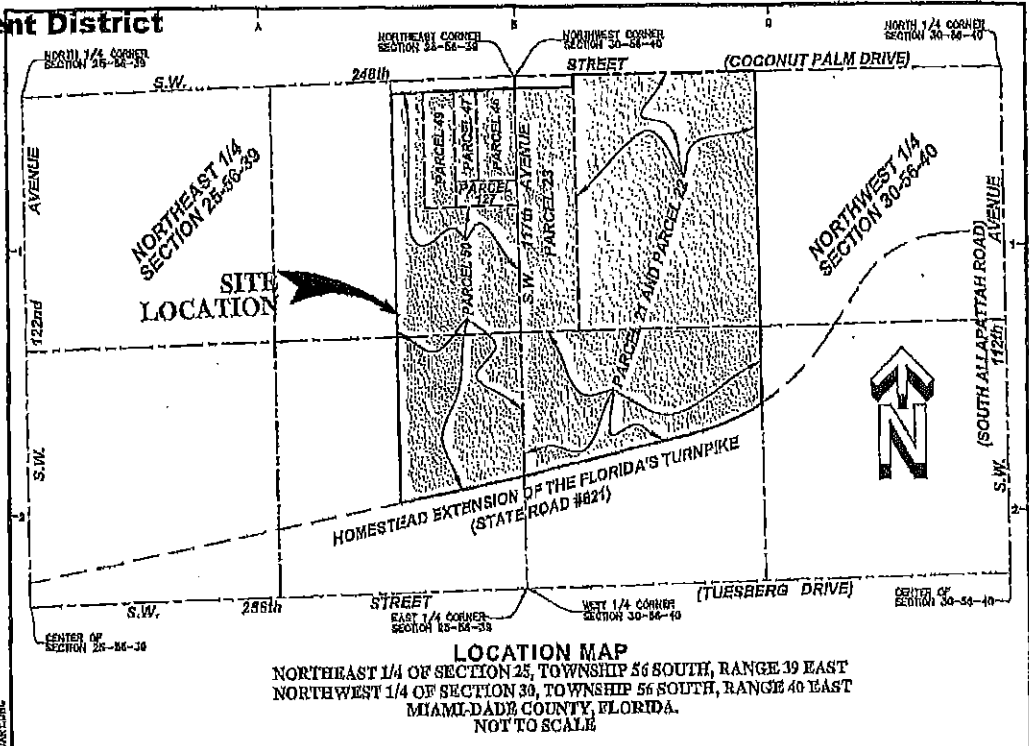 ent District
A
B
NORTH 1/4 CORNER
SECTION 25-56-39
NORTHEAST CORNER
SECTION 25-56-39
NORTHWEST CORNER
SECTION 30-56-40
NORTH 1/4 CORNER
SECTION 30-56-40
S.W. 248th STREET (COCONUT PALM DRIVE)
NORTHEAST 1/4
SECTION 25-56-39
NORTHWEST 1/4
SECTION 30-56-40
PARCEL 49
PARCEL 47
PARCEL 46
PARCEL
127
S.W. 117th AVENUE
PARCEL 23
PARCEL 50
PARCEL 21 AND PARCEL 22
SITE
LOCATION
S.W. 122nd AVENUE
(SOUTH ALLAPATTAH ROAD)
S.W. 112th AVENUE
1
1
2
2
N
HOMESTEAD EXTENSION OF THE FLORIDA'S TURNPIKE
(STATE ROAD #821)
S.W. 256th STREET (TUESBERG DRIVE)
CENTER OF
SECTION 25-56-39
EAST 1/4 CORNER
SECTION 25-56-39
WEST 1/4 CORNER
SECTION 30-56-40
CENTER OF
SECTION 30-56-40
LOCATION MAP
NORTHEAST 1/4 OF SECTION 25, TOWNSHIP 56 SOUTH, RANGE 39 EAST
NORTHWEST 1/4 OF SECTION 30, TOWNSHIP 56 SOUTH, RANGE 40 EAST
MIAMI-DADE COUNTY, FLORIDA.
NOT TO SCALE